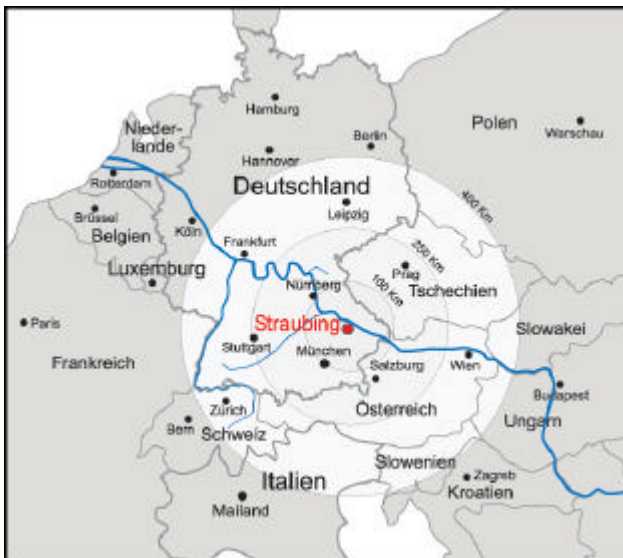 Hamburg
Nieder-
lande
Polen
Warschau
Berlin
Hannover
Rotterdam
Deutschland
400 Km
Leipzig
Brüssel
Belgien
Köln
Frankfurt
250 Km
Prag
Luxemburg
100 Km
Tschechien
Nürnberg
Straubing
Paris
Slowakei
Stuttgart
München
Frankreich
Salzburg
Wien
Budapest
Zürich
Österreich
Bern
Schweiz
Ungarn
Slowenien
Italien
Zagreb
Kroatien
Mailand